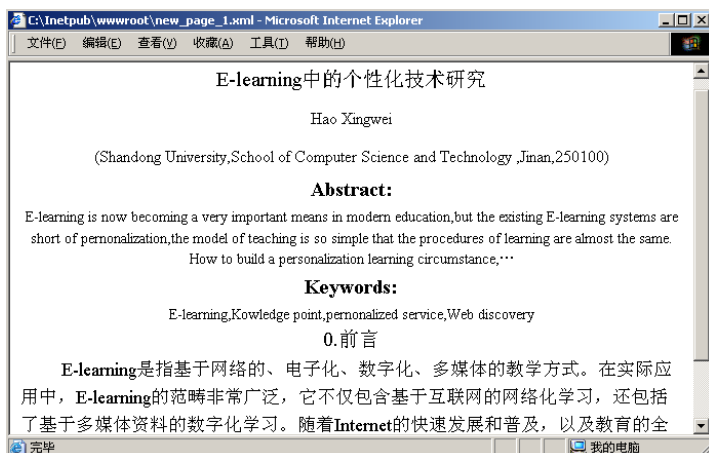 C:\Inetpub\wwwroot\new_page_1.xml - Microsoft Internet Explorer
文件(F) 编辑(E) 查看(V) 收藏(A) 工具(T) 帮助(H)
E-learning中的个性化技术研究
Hao Xingwei
(Shandong University,School of Computer Science and Technology ,Jinan,250100)
Abstract:
E-learning is now becoming a very important means in modern education,but the existing E-learning systems are
short of pernonalization,the model of teaching is so simple that the procedures of learning are almost the same.
How to build a personalization learning circumstance,…
Keywords:
E-learning,Kowledge point,pernonalized service,Web discovery
0.前言
E-learning是指基于网络的、电子化、数字化、多媒体的教学方式。在实际应
用中，E-learning的范畴非常广泛，它不仅包含基于互联网的网络化学习，还包括
了基于多媒体资料的数字化学习。随着Internet的快速发展和普及，以及教育的全
完毕 我的电脑